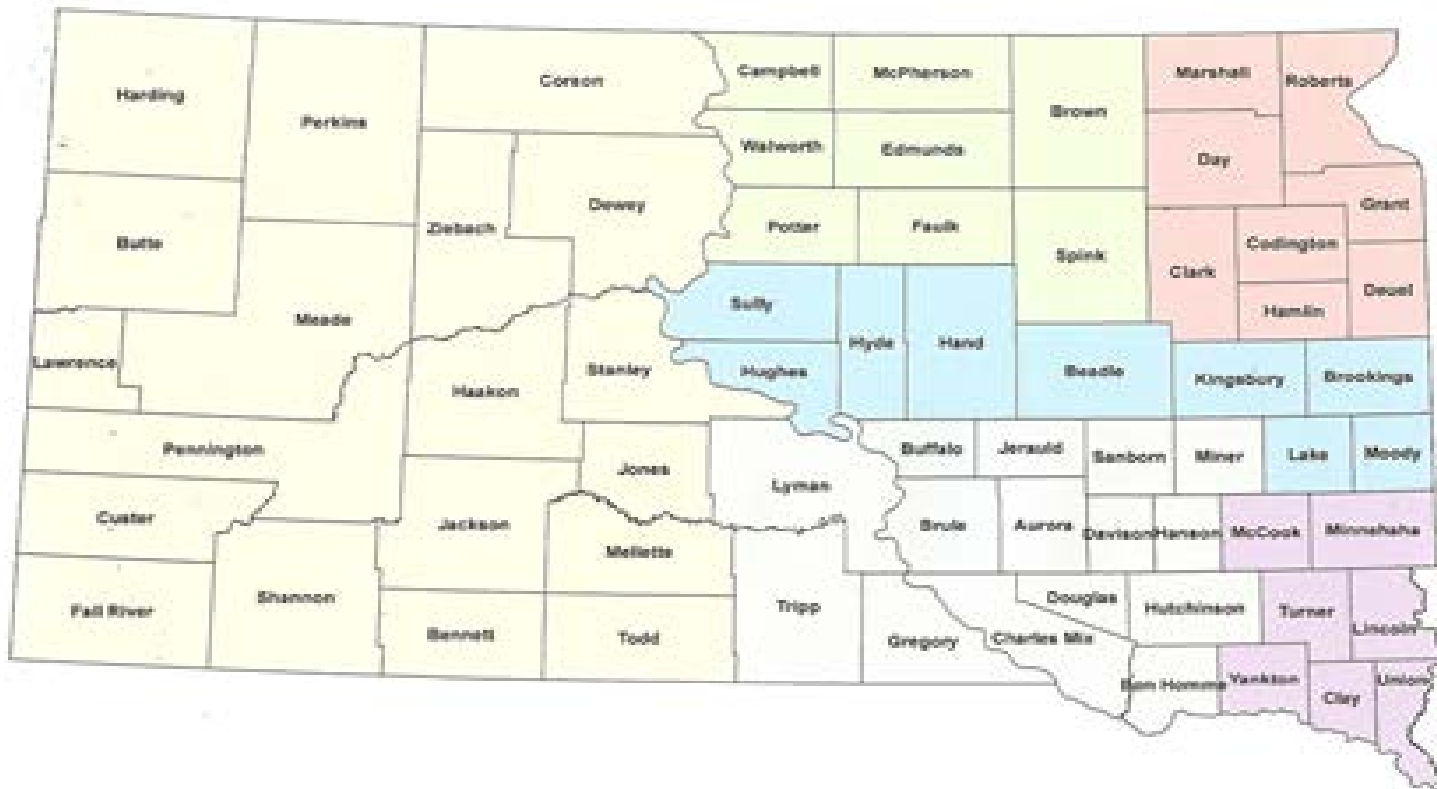 Harding
Perkins
Corson
Campbell
McPherson
Brown
Marshall
Roberts
Walworth
Edmunds
Day
Butte
Ziebach
Dewey
Potter
Faulk
Spink
Grant
Codington
Clark
Deuel
Hamlin
Meade
Sully
Hyde
Hand
Lawrence
Stanley
Hughes
Beadle
Kingsbury
Brookings
Haakon
Pennington
Jones
Lyman
Buffalo
Jerauld
Sanborn
Miner
Lake
Moody
Custer
Jackson
Mellette
Brule
Aurora
Davison
Hanson
McCook
Minnehaha
Fall River
Shannon
Bennett
Todd
Tripp
Gregory
Charles Mix
Douglas
Hutchinson
Turner
Lincoln
Bon Homme
Yankton
Clay
Union